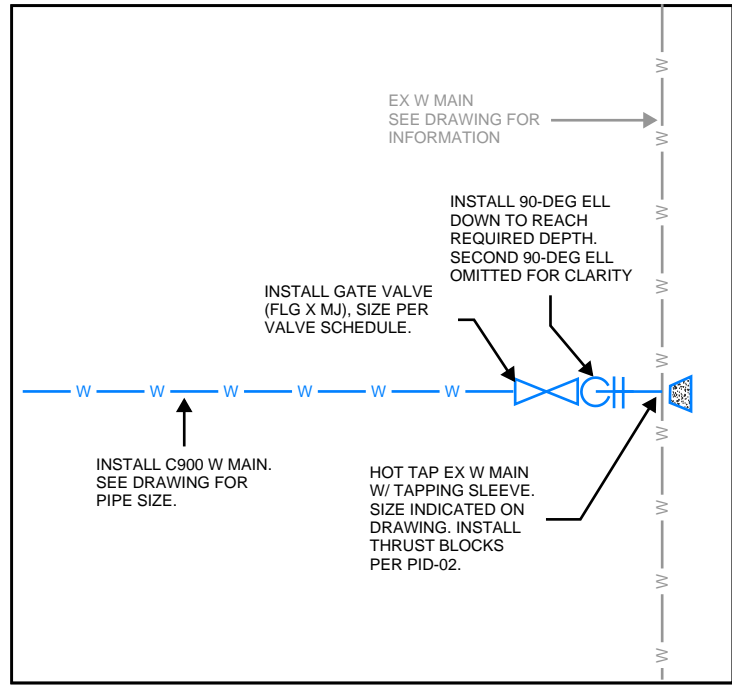 EX W MAIN
SEE DRAWING FOR
INFORMATION
INSTALL 90-DEG ELL
DOWN TO REACH
REQUIRED DEPTH.
SECOND 90-DEG ELL
OMITTED FOR CLARITY
INSTALL GATE VALVE
(FLG X MJ), SIZE PER
VALVE SCHEDULE.
W W W W W W
W
W
W
W
W
W
W
W
W
INSTALL C900 W MAIN.
SEE DRAWING FOR
PIPE SIZE.
HOT TAP EX W MAIN
W/ TAPPING SLEEVE.
SIZE INDICATED ON
DRAWING. INSTALL
THRUST BLOCKS
PER PID-02.